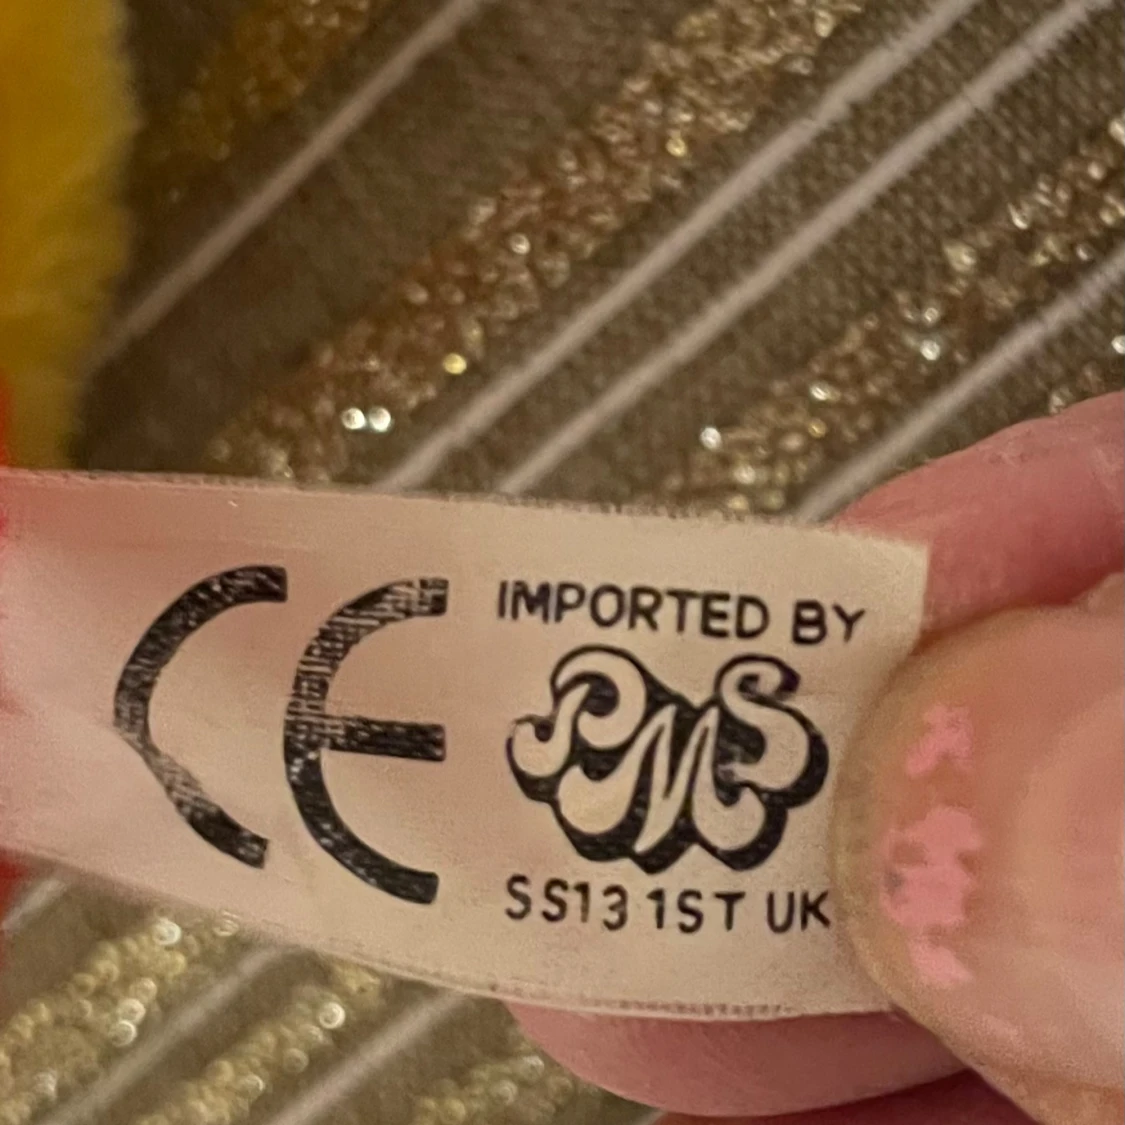 CE
IMPORTED BY
PMS
SS13 1ST UK